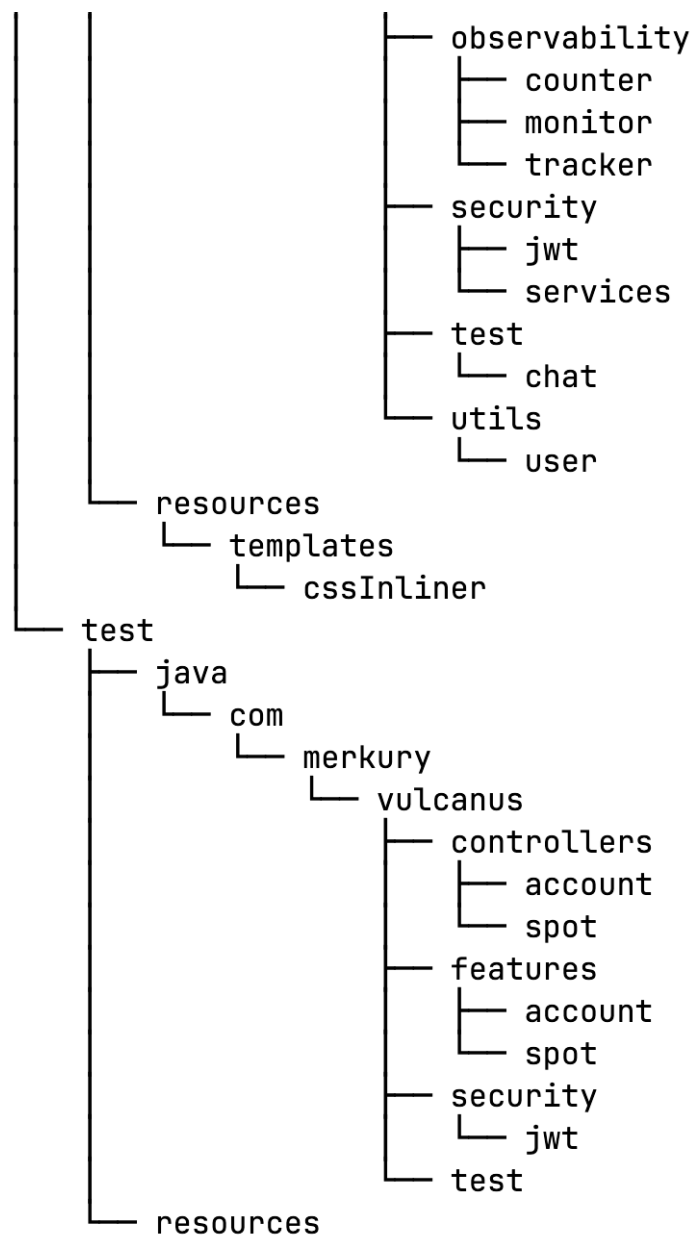 observability
counter
monitor
tracker
security
jwt
services
test
chat
utils
user
resources
templates
cssInliner
test
java
com
merkury
vulcanus
controllers
account
spot
features
account
spot
security
jwt
test
resources